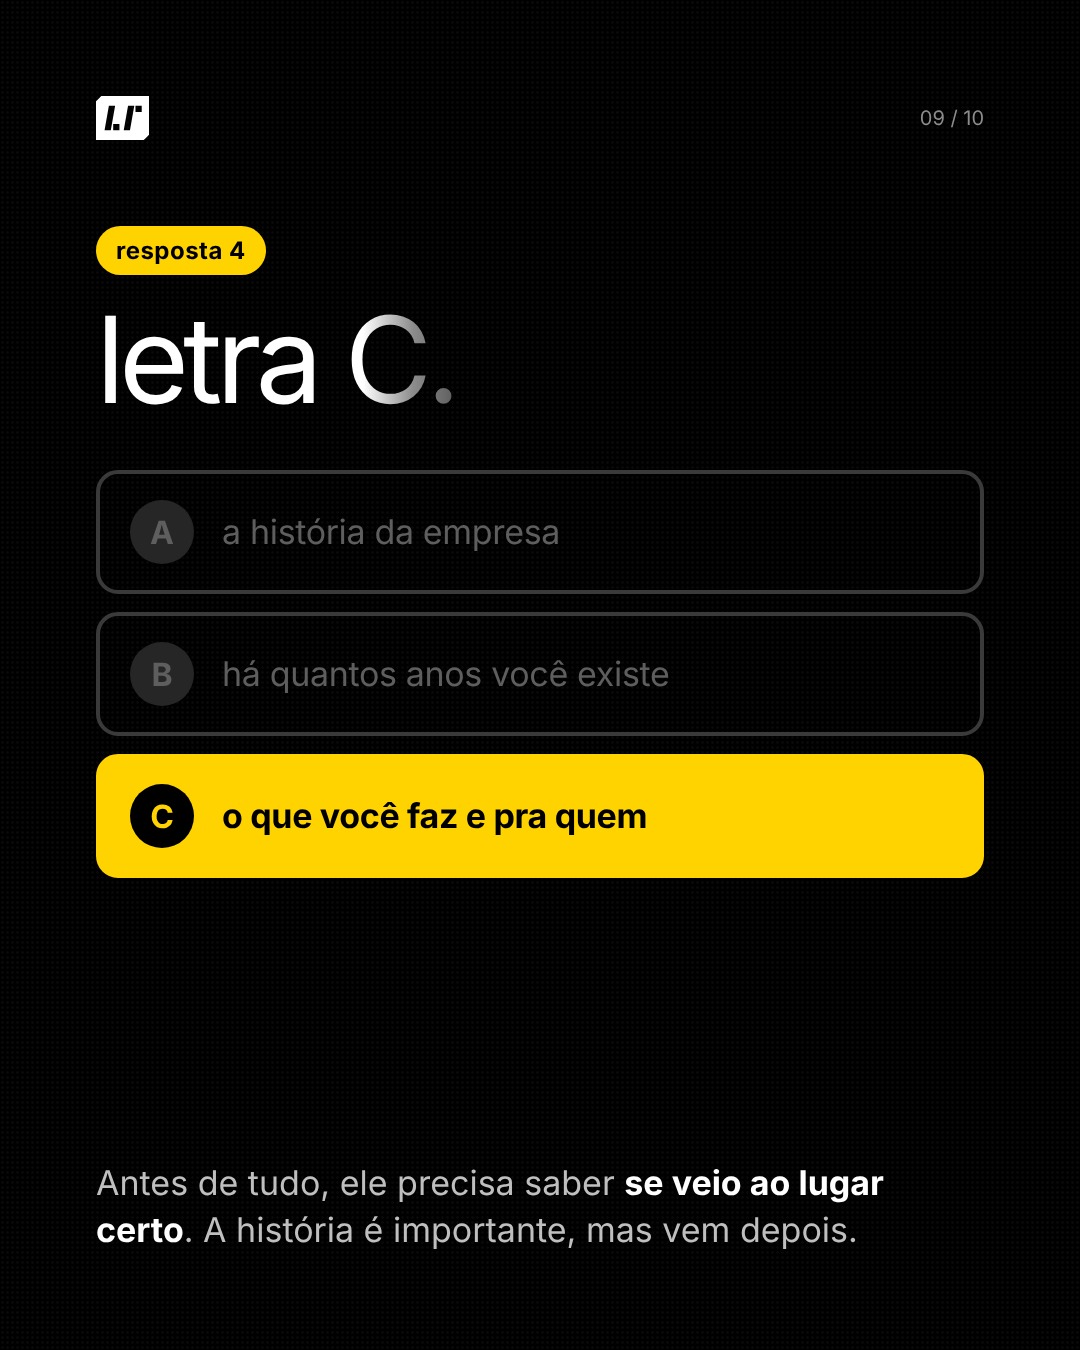 LT
09 / 10
resposta 4
letra C.
A a história da empresa
B há quantos anos você existe
C o que você faz e pra quem
Antes de tudo, ele precisa saber se veio ao lugar
certo. A história é importante, mas vem depois.